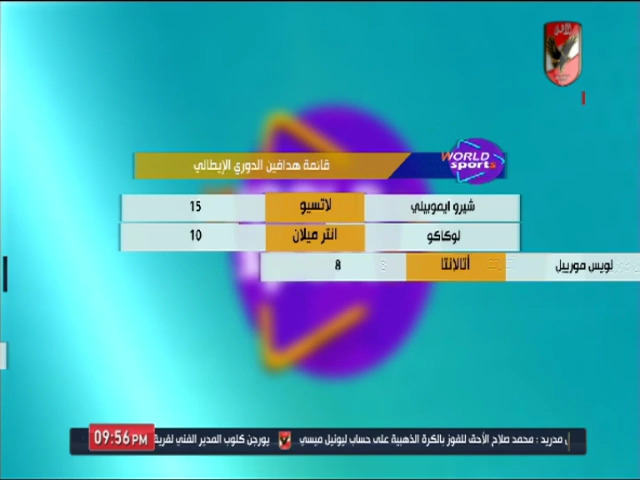 WORLD
sports
قائمة هدافين الدوري الإيطالي
شيرو ايموبيلي لاتسيو 15
لوكاكو انتر ميلان 10
لويس مورييل أتالانتا 8
مدريد : محمد صلاح الأحق للفوز بالكرة الذهبية على حساب ليونيل ميسي يورجن كلوب المدير الفني لفريق
09:56 PM